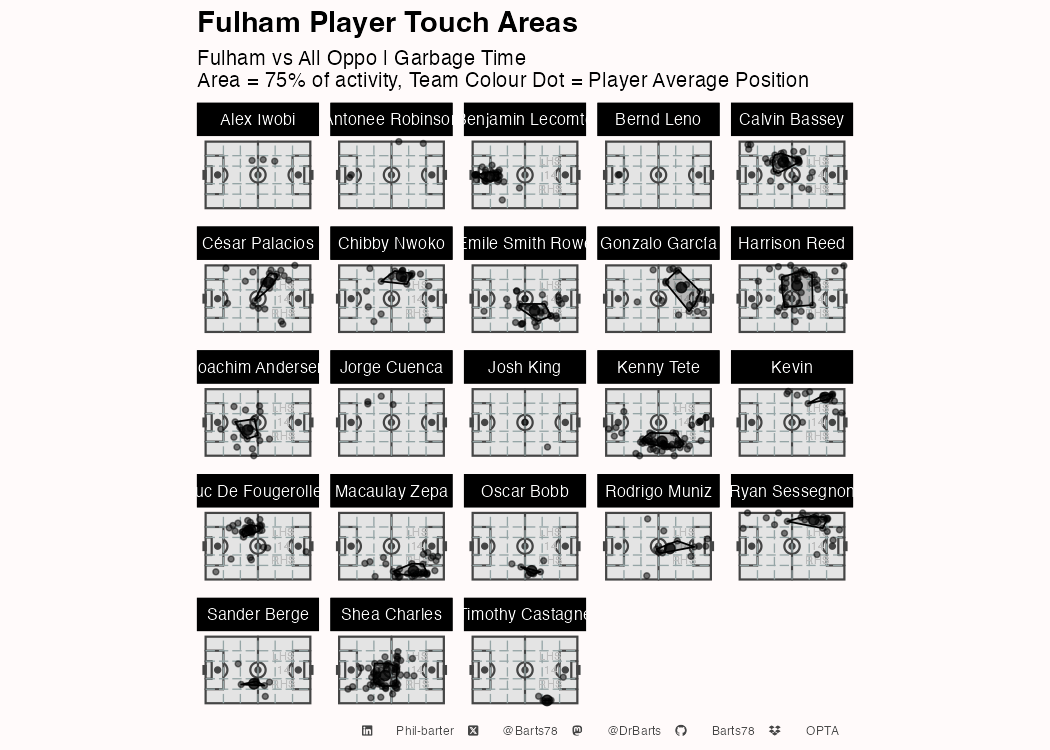 Fulham Player Touch Areas
Fulham vs All Oppo | Garbage Time
Area = 75% of activity, Team Colour Dot = Player Average Position
Alex Iwobi
Antonee Robinson
Benjamin Lecomte
Bernd Leno
Calvin Bassey
César Palacios
Chibby Nwoko
Emile Smith Rowe
Gonzalo García
Harrison Reed
Joachim Andersen
Jorge Cuenca
Josh King
Kenny Tete
Kevin
Luc De Fougerolles
Macaulay Zepa
Oscar Bobb
Rodrigo Muniz
Ryan Sessegnon
Sander Berge
Shea Charles
Timothy Castagne
Phil-barter @Barts78 @DrBarts Barts78 OPTA